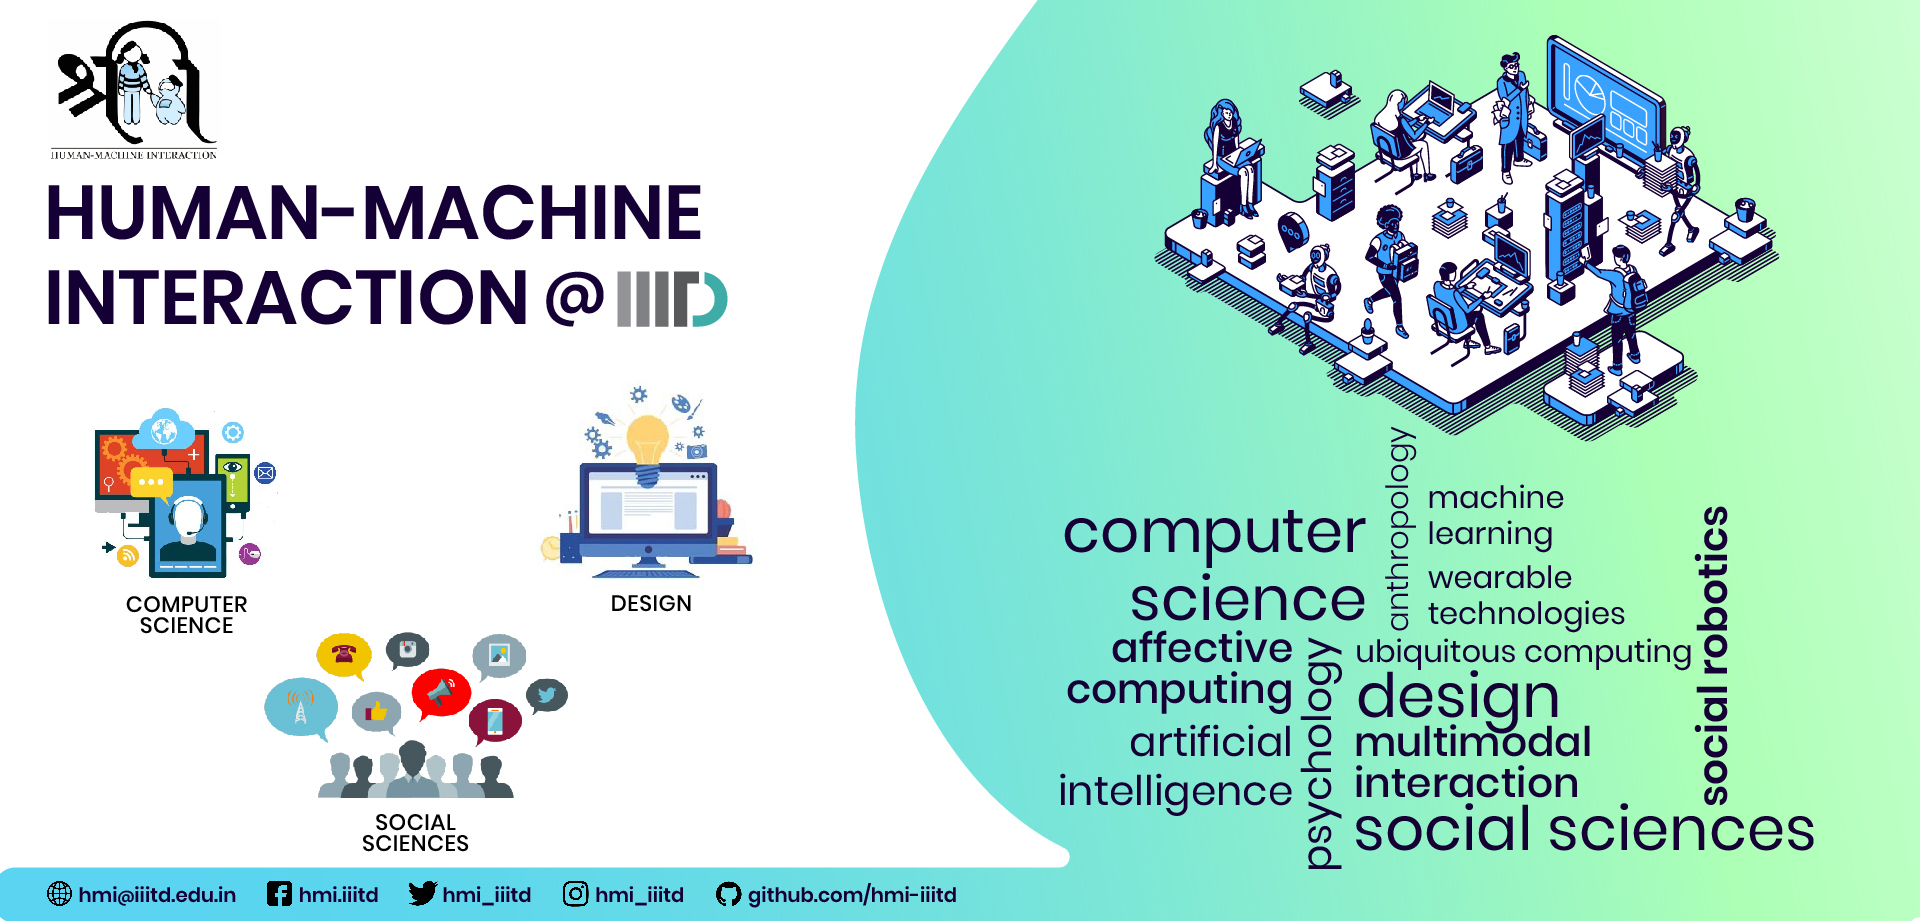 श्री
HUMAN-MACHINE INTERACTION
HUMAN-MACHINE
INTERACTION @ IIITD
COMPUTER
SCIENCE
DESIGN
SOCIAL
SCIENCES
anthropology
machine
learning
computer
science
wearable
technologies
social robotics
affective
computing
psychology
ubiquitous computing
design
artificial
intelligence
multimodal
interaction
social sciences
hmi@iiitd.edu.in
hmi.iiitd
hmi_iiitd
hmi_iiitd
github.com/hmi-iiitd